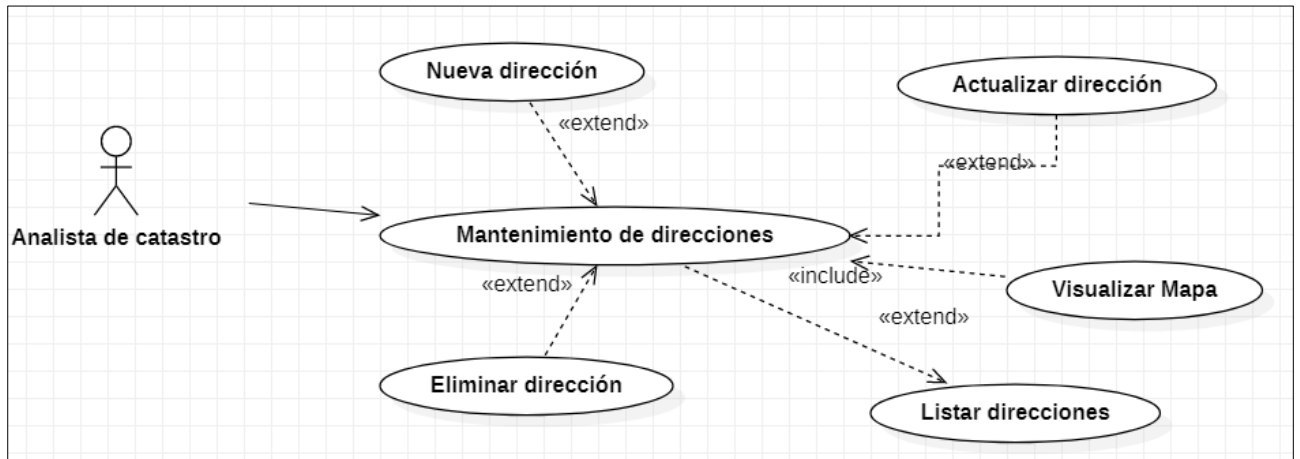 Nueva dirección
Actualizar dirección
«extend»
«extend»
Analista de catastro
Mantenimiento de direcciones
«extend»
«include»
Visualizar Mapa
«extend»
Eliminar dirección
Listar direcciones